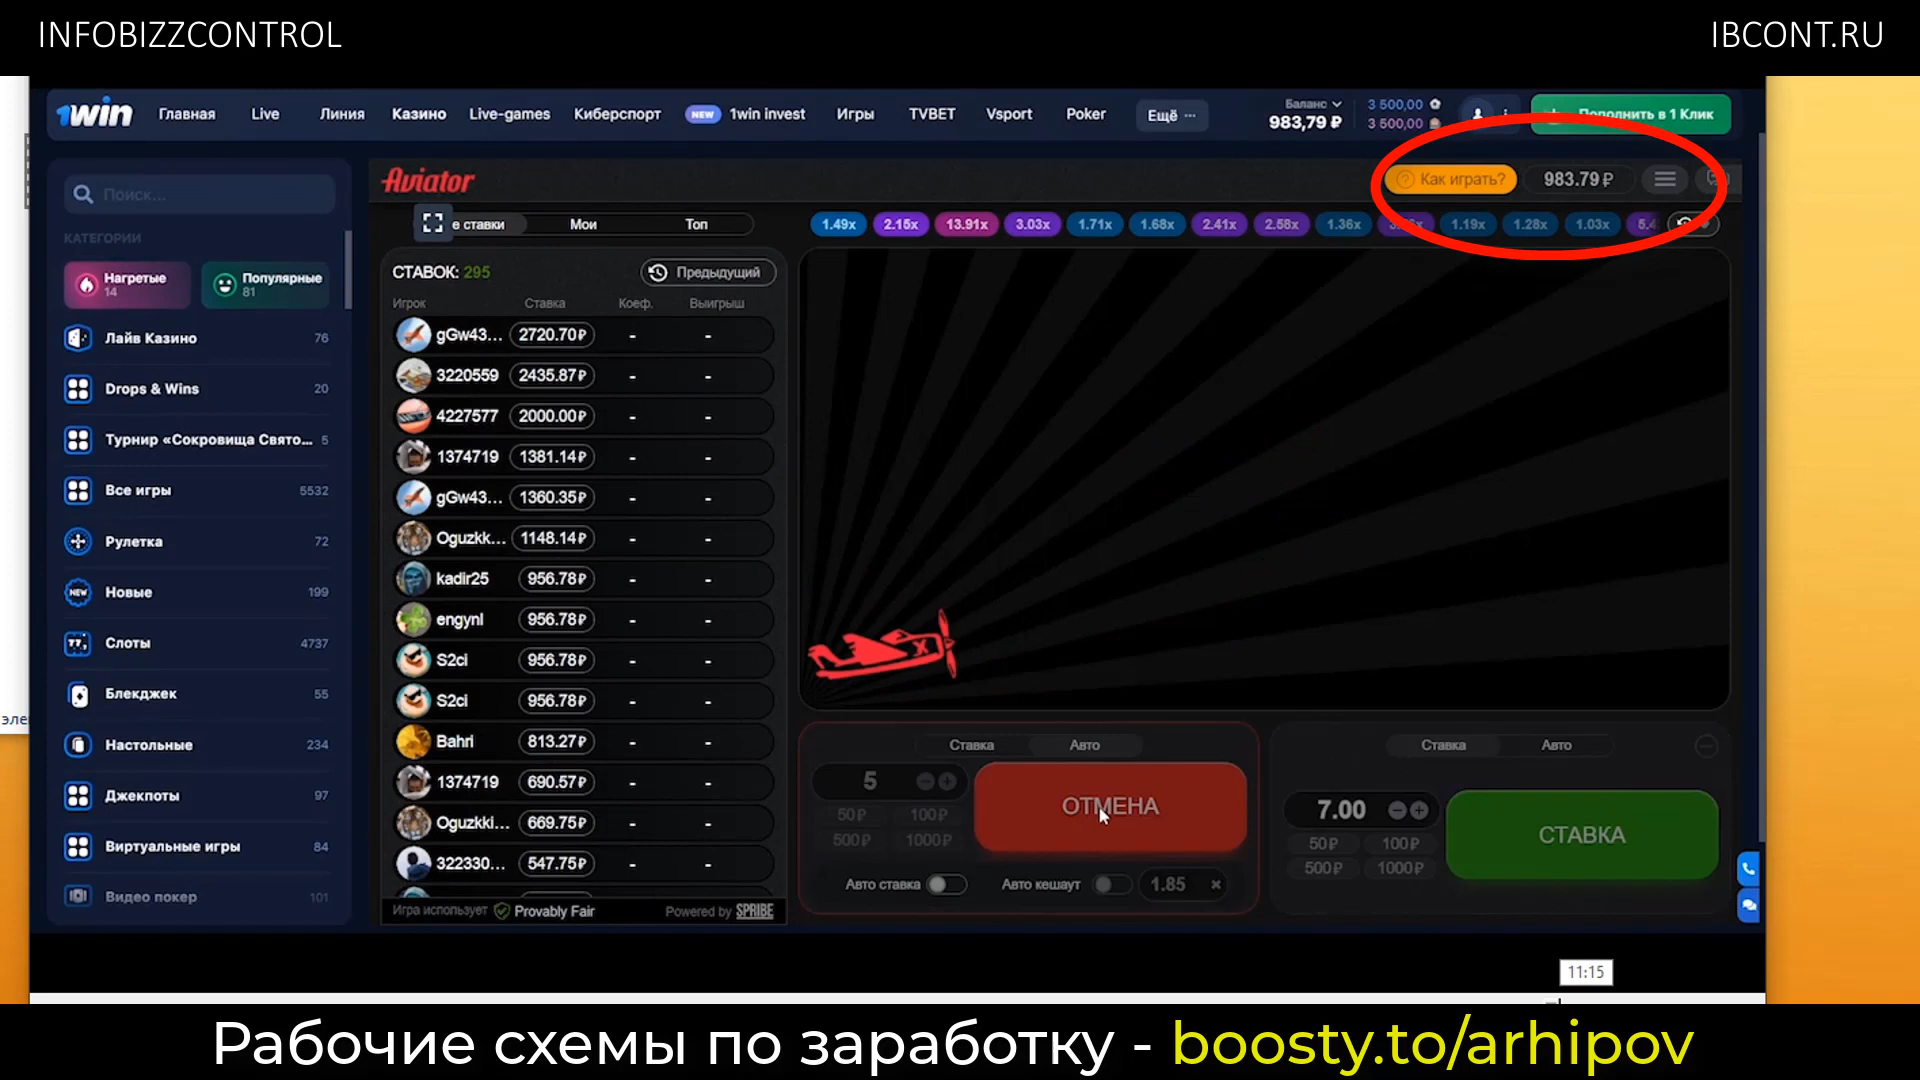 INFOBIZZCONTROL
IBCONT.RU
1win Главная Live Линия Казино Live-games Киберспорт NEW 1win invest Игры TVBET Vsport Poker Ещё ···
Баланс
983,79 ₽
3 500,00
3 500,00
Пополнить в 1 Клик
Поиск...
КАТЕГОРИИ
Нагретые
14
Популярные
81
Лайв Казино 76
Drops & Wins 20
Турнир «Сокровища Свято... 5
Все игры 5532
Рулетка 72
NEW Новые 199
Слоты 4737
Блекджек 55
Настольные 234
Джекпоты 97
Виртуальные игры 84
Видео покер 101
Aviator
? Как играть?
983.79₽
е ставки Мои Топ
1.49x 2.15x 13.91x 3.03x 1.71x 1.68x 2.41x 2.58x 1.36x 1.19x 1.28x 1.03x 5.4
СТАВОК: 295
Предыдущий
Игрок Ставка Коеф. Выигрыш
gGw43... 2720.70₽ - -
3220559 2435.87₽ - -
4227577 2000.00₽ - -
1374719 1381.14₽ - -
gGw43... 1360.35₽ - -
Oguzkk... 1148.14₽ - -
kadir25 956.78₽ - -
engynl 956.78₽ - -
S2ci 956.78₽ - -
S2ci 956.78₽ - -
Bahri 813.27₽ - -
1374719 690.57₽ - -
Oguzkki... 669.75₽ - -
322330... 547.75₽ - -
Игра использует Provably Fair
Powered by SPRIBE
X
Ставка Авто
5
50₽ 100₽
500₽ 1000₽
ОТМЕНА
Авто ставка
Авто кешаут
1.85 ×
Ставка Авто
7.00
50₽ 100₽
500₽ 1000₽
СТАВКА
эле
11:15
Рабочие схемы по заработку - boosty.to/arhipov